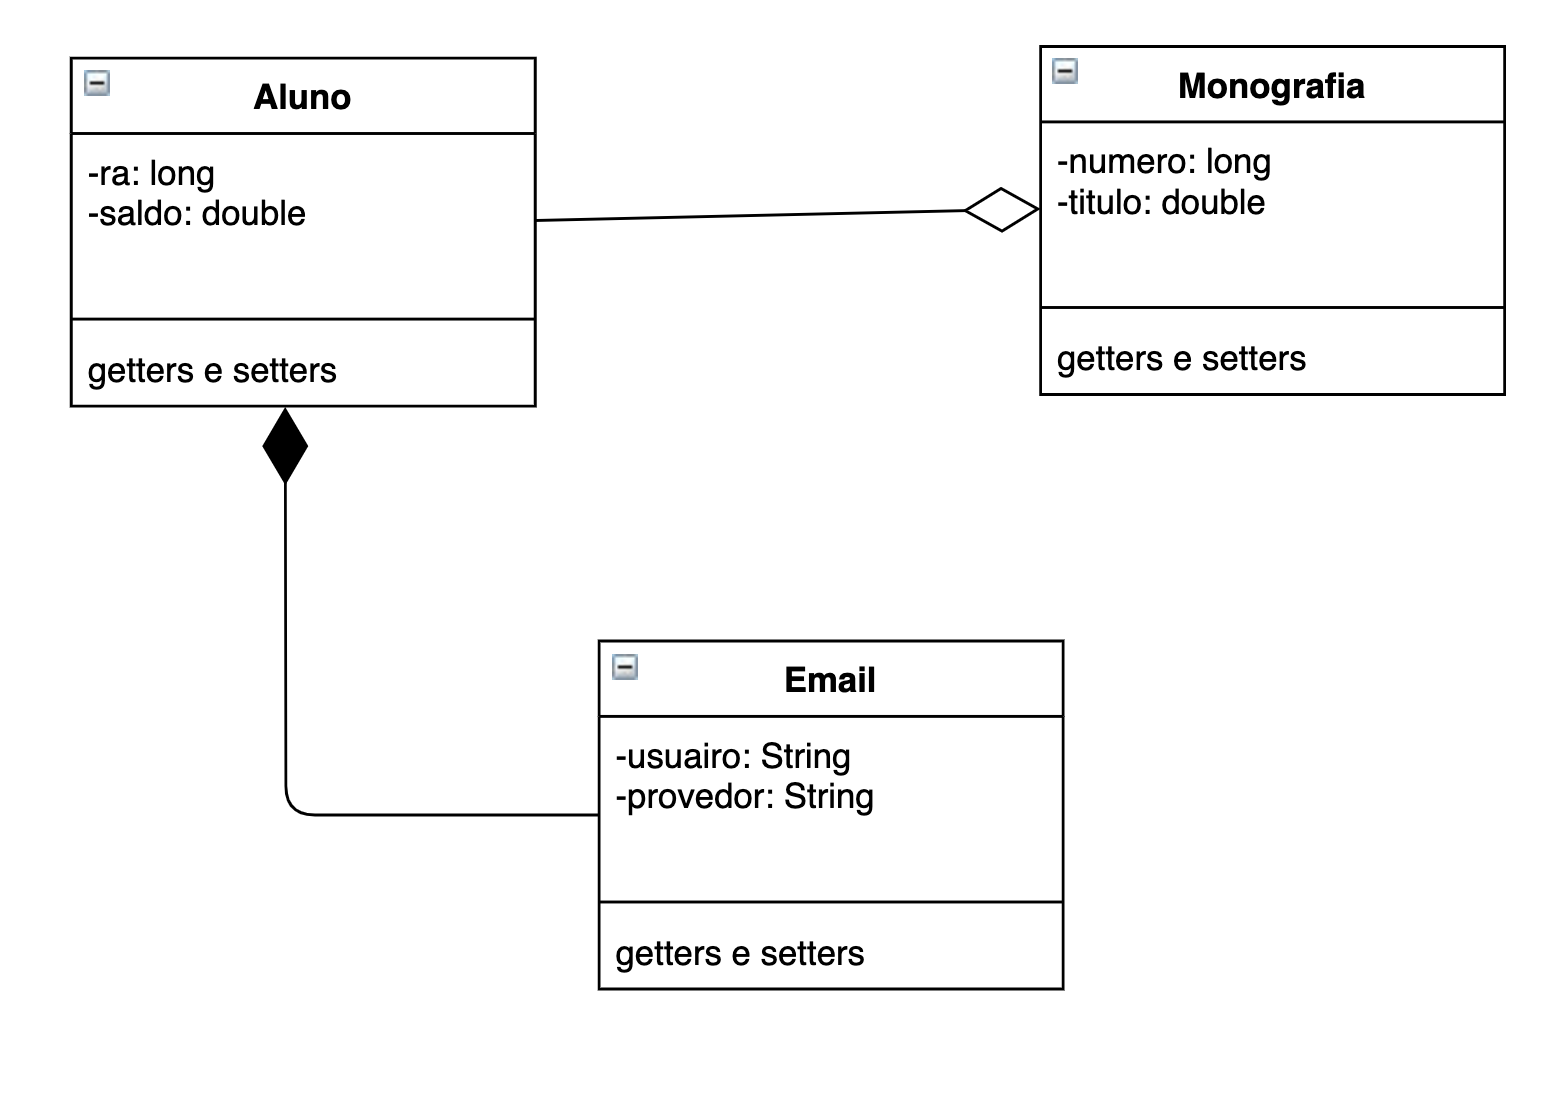 Aluno
-ra: long
-saldo: double
getters e setters
Monografia
-numero: long
-titulo: double
getters e setters
Email
-usuairo: String
-provedor: String
getters e setters